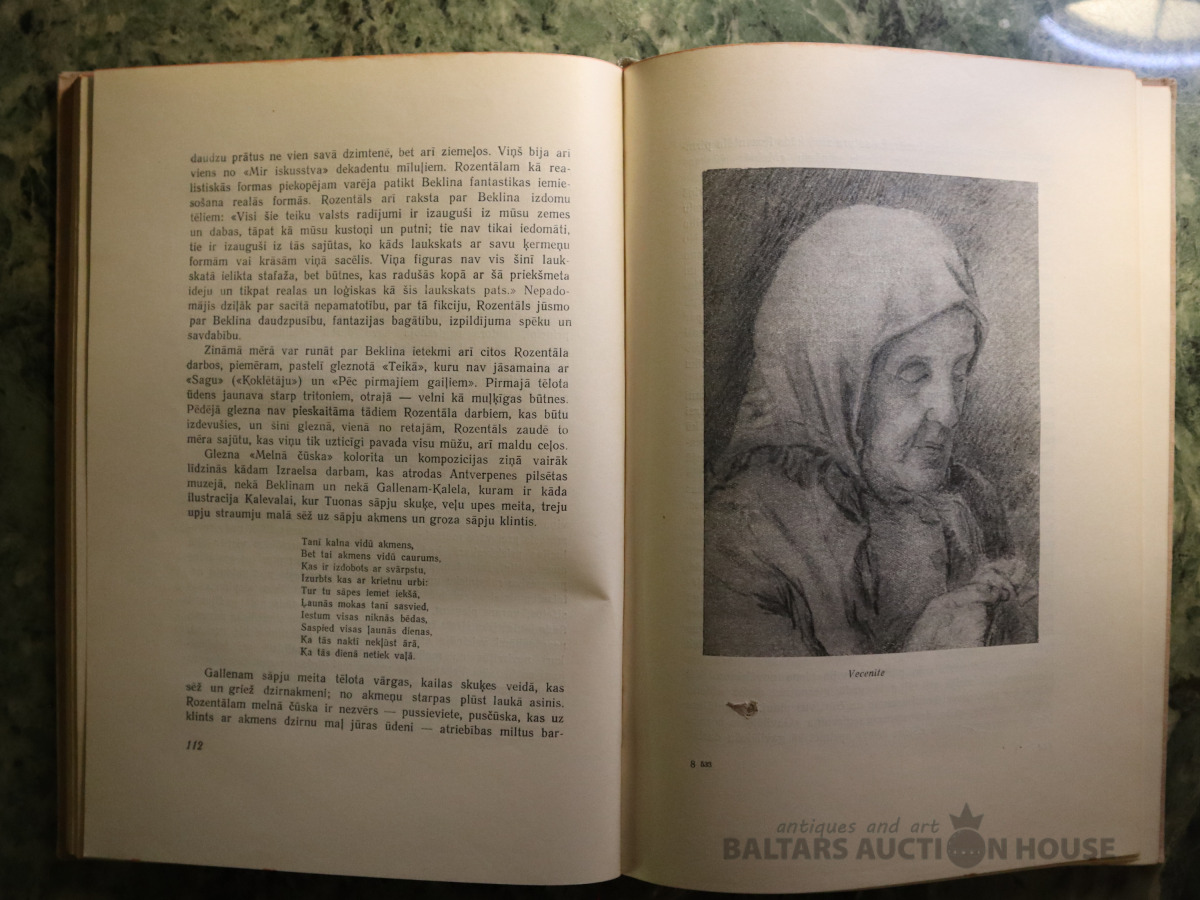 daudzu prātus ne vien savā dzimtenē, bet arī ziemeļos. Viņš bija arī
viens no «Mir iskusstva» dekadentu mīluļiem. Rozentālam kā rea-
listiskās formas piekopējam varēja patikt Beklina fantastikas iemie-
sošana reālās formās. Rozentāls arī raksta par Beklina izdomu
tēliem: «Visi šie teiku valsts radījumi ir izauguši iz mūsu zemes
un dabas, tāpat kā mūsu kustoņi un putni; tie nav tikai iedomāti,
tie ir izauguši iz tās sajūtas, ko kāds laukskats ar savu ķermeņu
formām vai krāsām viņā sacēlis. Viņa figuras nav vis šinī lauk-
skatā ielikta stafaža, bet būtnes, kas radušās kopā ar šā priekšmeta
ideju un tikpat realas un loģiskas kā šis laukskats pats.» Nepado-
mājis dziļāk par sacītā nepamatotību, par tā fikciju, Rozentāls jūsmo
par Beklina daudzpusību, fantazijas bagātību, izpildījuma spēku un
savdabību.
Zināmā mērā var runāt par Beklina ietekmi arī citos Rozentāla
darbos, piemēram, pastelī gleznotā «Teikā», kuru nav jāsamaina ar
«Sagu» («Koklētāju») un «Pēc pirmajiem gaiļiem». Pirmajā tēlota
ūdens jaunava starp tritoniem, otrajā — velni kā muļķīgas būtnes.
Pēdējā glezna nav pieskaitāma tādiem Rozentāla darbiem, kas būtu
izdevušies, un šinī gleznā, vienā no retajām, Rozentāls zaudē to
mēra sajūtu, kas viņu tik uzticīgi pavada visu mūžu, arī maldu ceļos.
Glezna «Melnā čūska» kolorita un kompozicijas ziņā vairāk
līdzinās kādam Izraelsa darbam, kas atrodas Antverpenes pilsētas
muzejā, nekā Beklinam un nekā Gallenam-Kalela, kuram ir kāda
ilustracija Kalevalai, kur Tuonas sāpju skuķe, veļu upes meita, treju
upju straumju malā sēž uz sāpju akmens un groza sāpju klintis.
Tanī kalna vidū akmens,
Bet tai akmens vidū caurums,
Kas ir izdobots ar svārpstu,
Izurbts kas ar krietnu urbi:
Tur tu sāpes iemet iekšā,
Ļaunās mokas tanī sasvied,
Iestum visas niknās bēdas,
Saspied visas ļaunās dienas,
Ka tās naktī nekļūst ārā,
Ka tās dienā netiek vaļā.
Gallenam sāpju meita tēlota vārgas, kailas skuķes veidā, kas
sēž un griež dzirnakmeni; no akmeņu starpas plūst laukā asinis.
Rozentālam melnā čūska ir nezvērs — pussieviete, pusčūska, kas uz
klints ar akmens dzirnu maļ jūras ūdeni — atriebības miltus bar-
112
Vecenīte
8 535
antiques and art
BALTARS AUCTION HOUSE